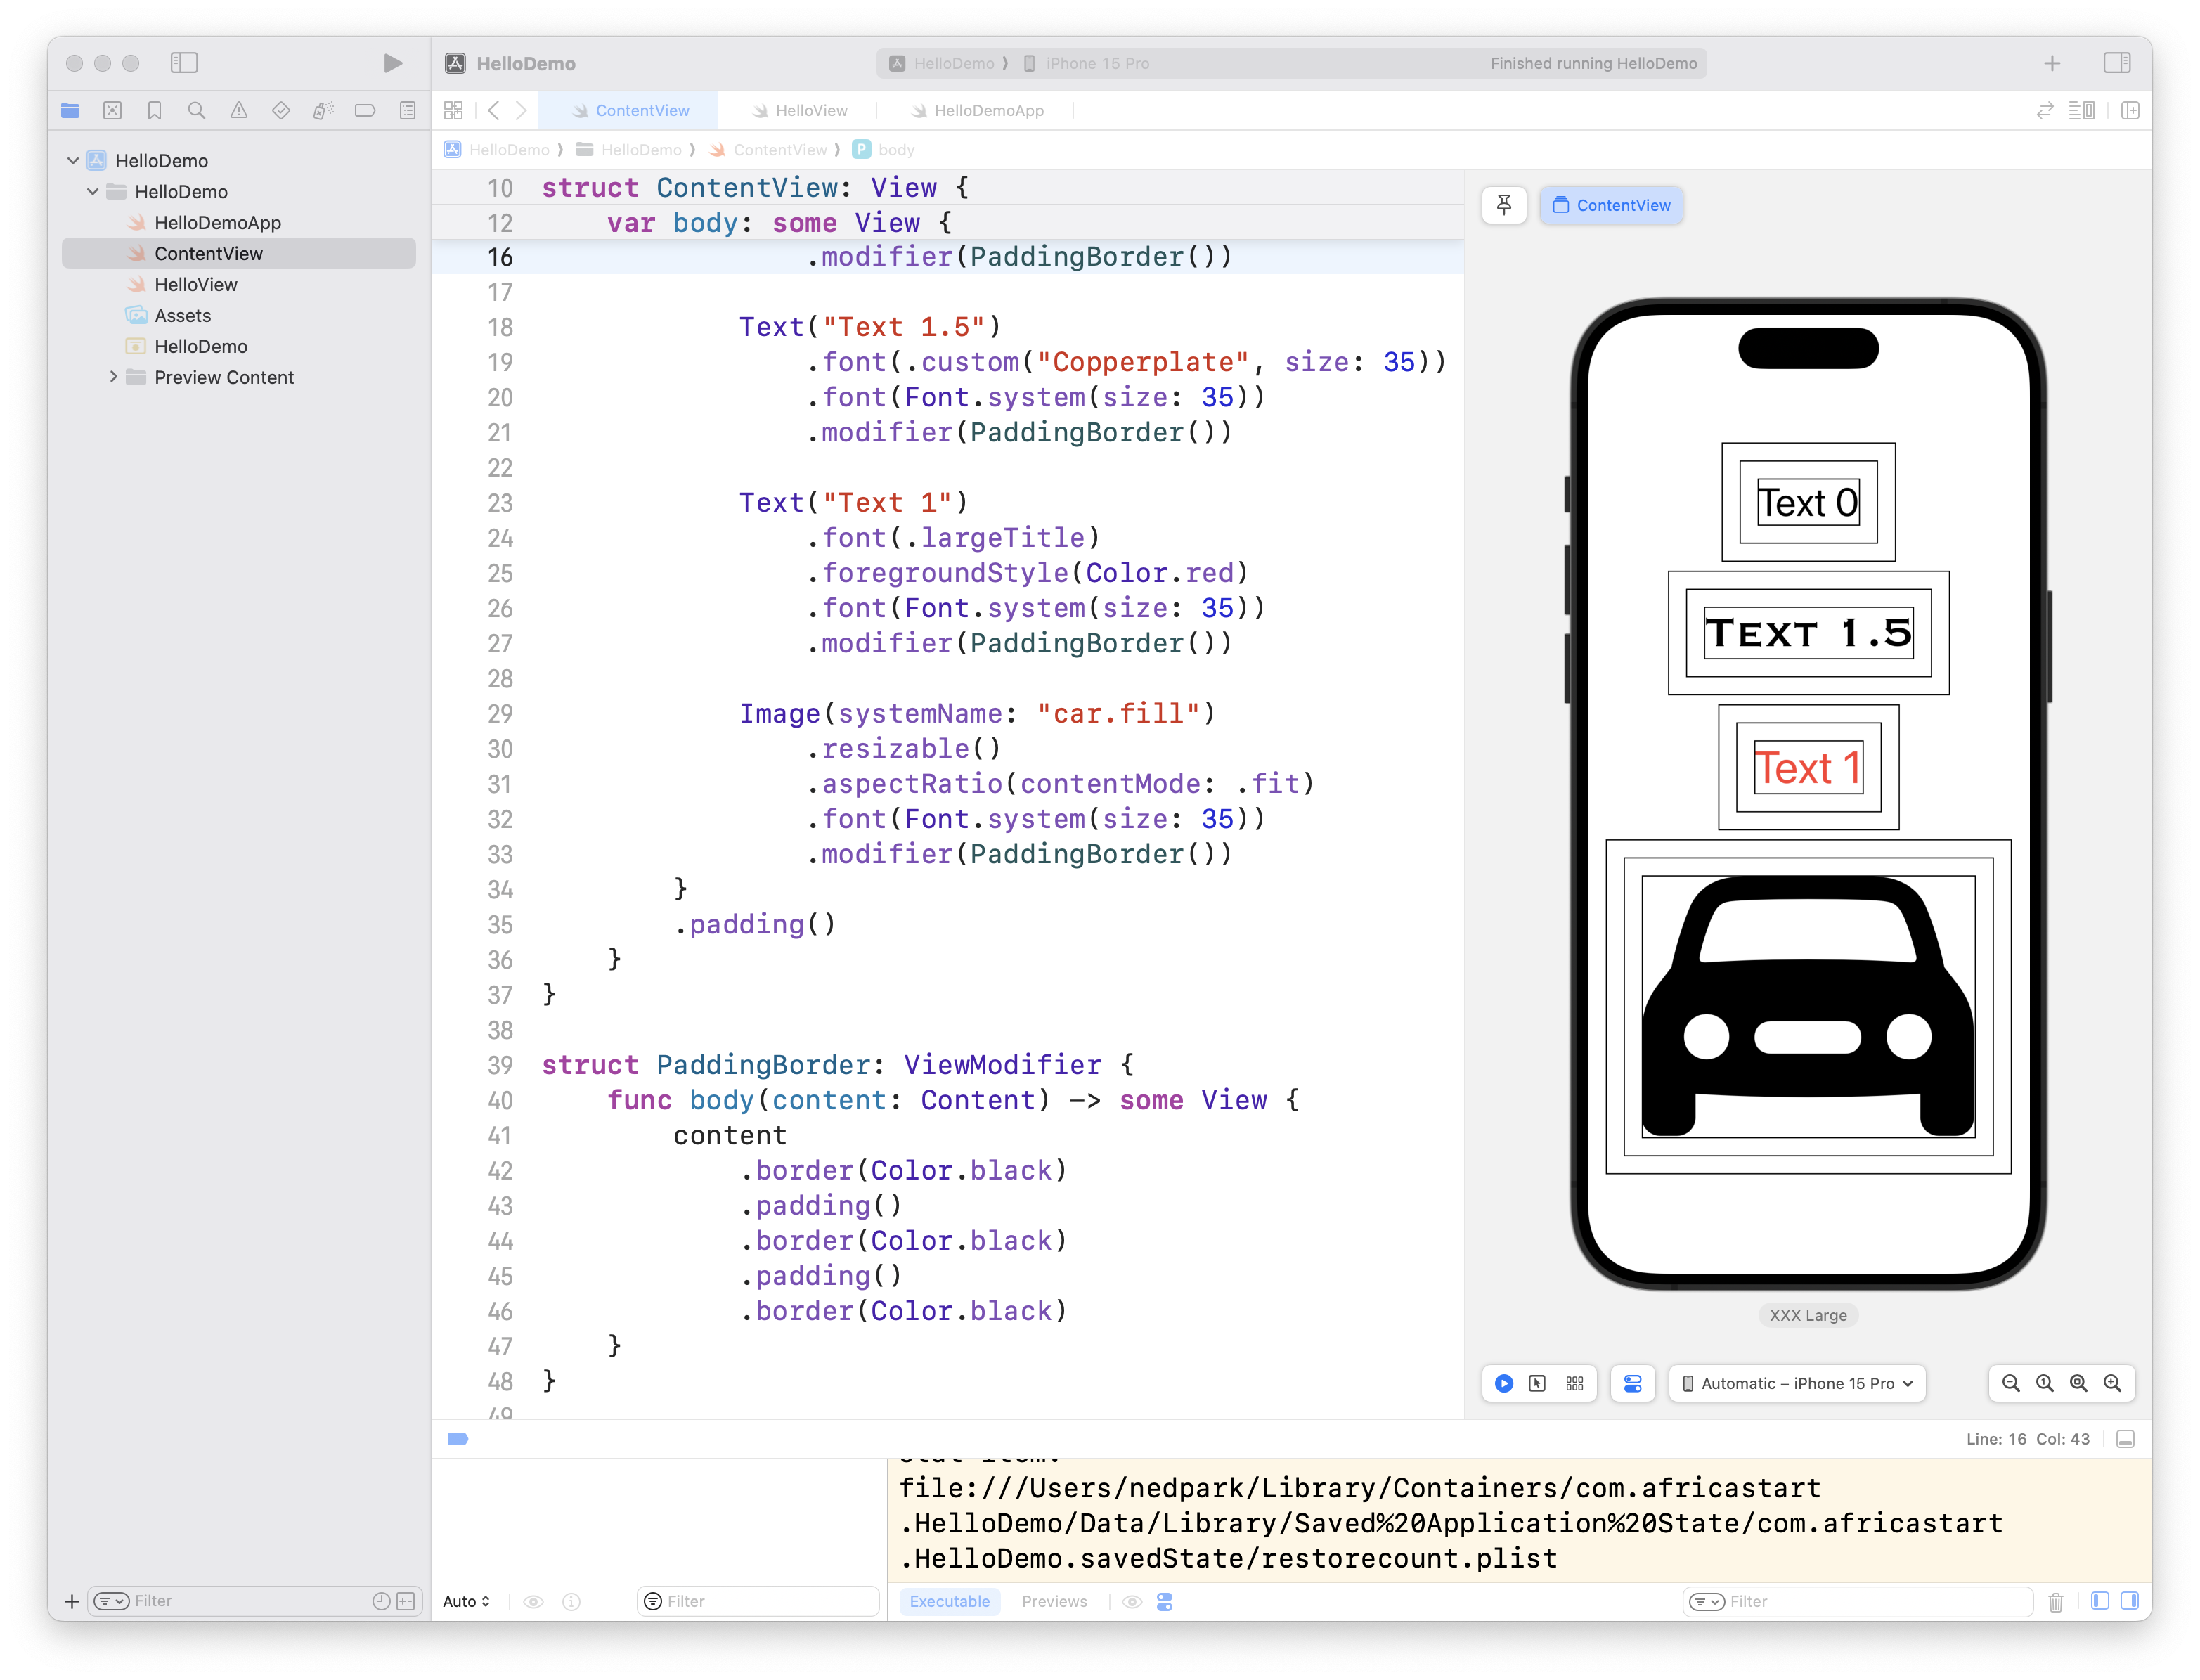 HelloDemo
HelloDemo ⟩ iPhone 15 Pro
Finished running HelloDemo
ContentView
HelloView
HelloDemoApp
HelloDemo ⟩ HelloDemo ⟩ ContentView ⟩ P body
HelloDemo
HelloDemo
HelloDemoApp
ContentView
HelloView
Assets
HelloDemo
Preview Content
10 struct ContentView: View {
12     var body: some View {
16                 .modifier(PaddingBorder())
17
18             Text("Text 1.5")
19                 .font(.custom("Copperplate", size: 35))
20                 .font(Font.system(size: 35))
21                 .modifier(PaddingBorder())
22
23             Text("Text 1")
24                 .font(.largeTitle)
25                 .foregroundStyle(Color.red)
26                 .font(Font.system(size: 35))
27                 .modifier(PaddingBorder())
28
29             Image(systemName: "car.fill")
30                 .resizable()
31                 .aspectRatio(contentMode: .fit)
32                 .font(Font.system(size: 35))
33                 .modifier(PaddingBorder())
34         }
35         .padding()
36     }
37 }
38
39 struct PaddingBorder: ViewModifier {
40     func body(content: Content) -> some View {
41         content
42             .border(Color.black)
43             .padding()
44             .border(Color.black)
45             .padding()
46             .border(Color.black)
47     }
48 }
49
ContentView
Text 0
Text 1.5
Text 1
XXX Large
Automatic – iPhone 15 Pro
Line: 16 Col: 43
file:///Users/nedpark/Library/Containers/com.africastart
.HelloDemo/Data/Library/Saved%20Application%20State/com.africastart
.HelloDemo.savedState/restorecount.plist
Filter
Auto
Filter
Executable
Previews
Filter